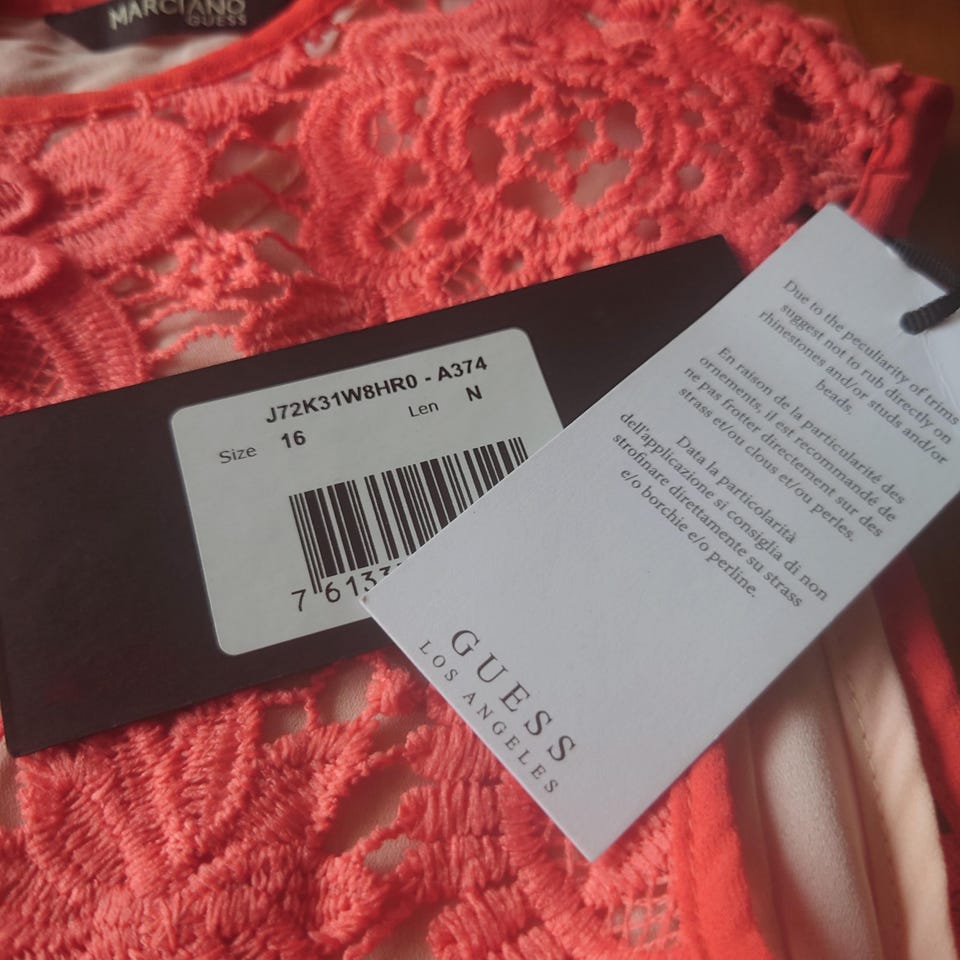 MARCIANO
GUESS
J72K31W8HR0 - A374
Size 16 Len N
7 6133
Due to the peculiarity of trims
suggest not to rub directly on
rhinestones and/or studs and/or
beads.
En raison de la particularité des
ornements, il est recommandé de
ne pas frotter directement sur des
strass et/ou clous et/ou perles.
Data la particolarità
dell'applicazione si consiglia di non
strofinare direttamente su strass
e/o borchie e/o perline.
GUESS
LOS ANGELES